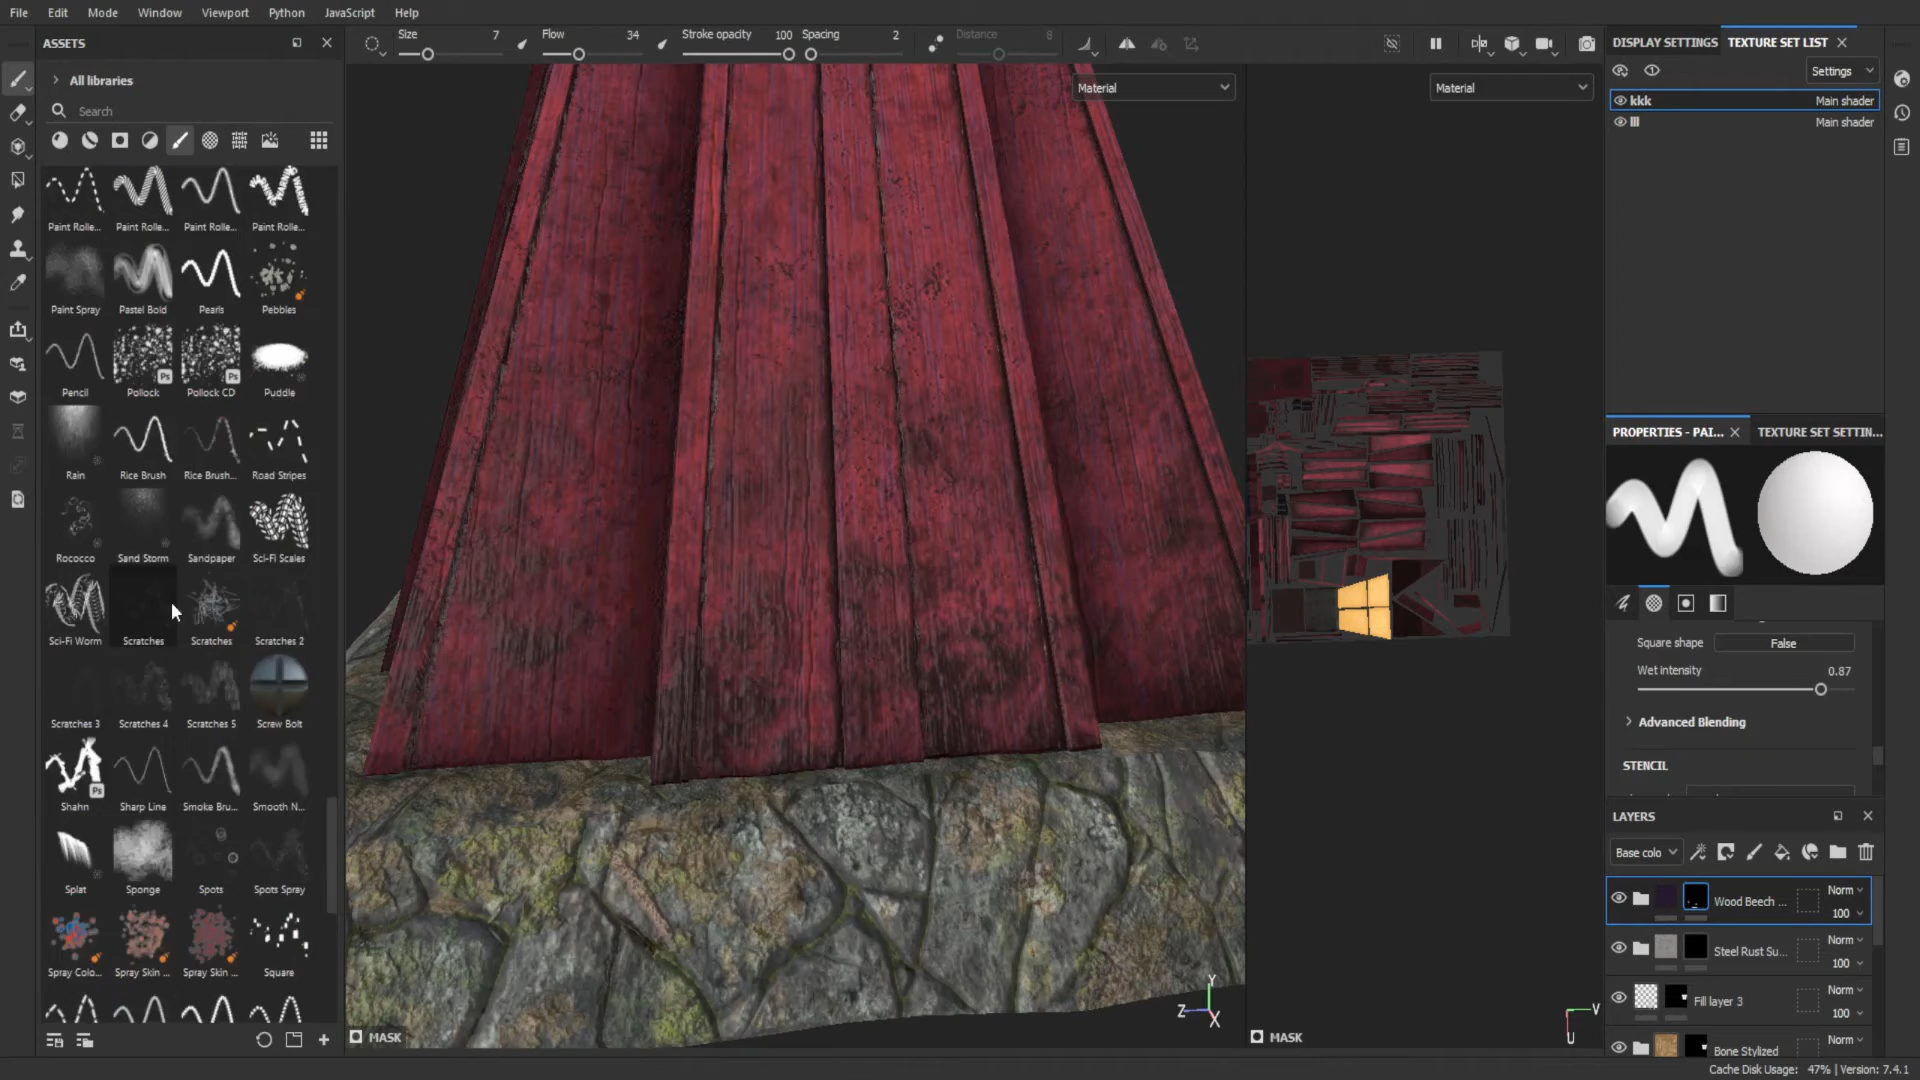 File Edit Mode Window Viewport Python JavaScript Help
ASSETS
All libraries
Search
Paint Rolle... Paint Rolle... Paint Rolle... Paint Rolle...
Paint Spray Pastel Bold Pearls Pebbles
Pencil Pollock Pollock CD Puddle
Ps Ps
Rain Rice Brush Rice Brush... Road Stripes
Rococco Sand Storm Sandpaper Sci-Fi Scales
Sci-Fi Worm Scratches Scratches Scratches 2
Scratches 3 Scratches 4 Scratches 5 Screw Bolt
Ps
Shahn Sharp Line Smoke Bru... Smooth N...
Splat Sponge Spots Spots Spray
Spray Colo... Spray Skin ... Spray Skin ... Square
Size 7 Flow 34 Stroke opacity 100 Spacing 2 Distance 8
Material
Material
MASK
Y
Z
X
MASK
V
U
DISPLAY SETTINGS TEXTURE SET LIST
Settings
kkk Main shader
lll Main shader
PROPERTIES - PAI... TEXTURE SET SETTIN...
Square shape False
Wet intensity 0.87
Advanced Blending
STENCIL
LAYERS
Base colo
Norm
Wood Beech ...
100
Norm
Steel Rust Su...
100
Norm
Fill layer 3
100
Norm
Bone Stylized
Cache Disk Usage: 47% | Version: 7.4.1